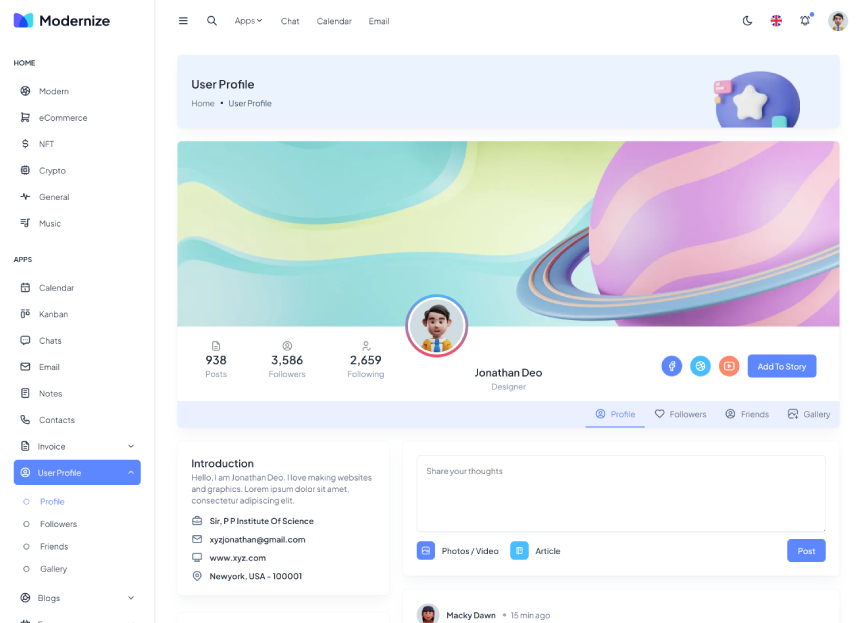 Modernize
Apps Chat Calendar Email
HOME
Modern
eCommerce
NFT
Crypto
General
Music
APPS
Calendar
Kanban
Chats
Email
Notes
Contacts
Invoice
User Profile
Profile
Followers
Friends
Gallery
Blogs
User Profile
Home • User Profile
938
Posts
3,586
Followers
2,659
Following
Jonathan Deo
Designer
Add To Story
Profile Followers Friends Gallery
Introduction
Hello, I am Jonathan Deo. I love making websites
and graphics. Lorem ipsum dolor sit amet,
consectetur adipiscing elit.
Sir, P P Institute Of Science
xyzjonathan@gmail.com
www.xyz.com
Newyork, USA - 100001
Share your thoughts
Photos / Video Article Post
Macky Dawn • 15 min ago